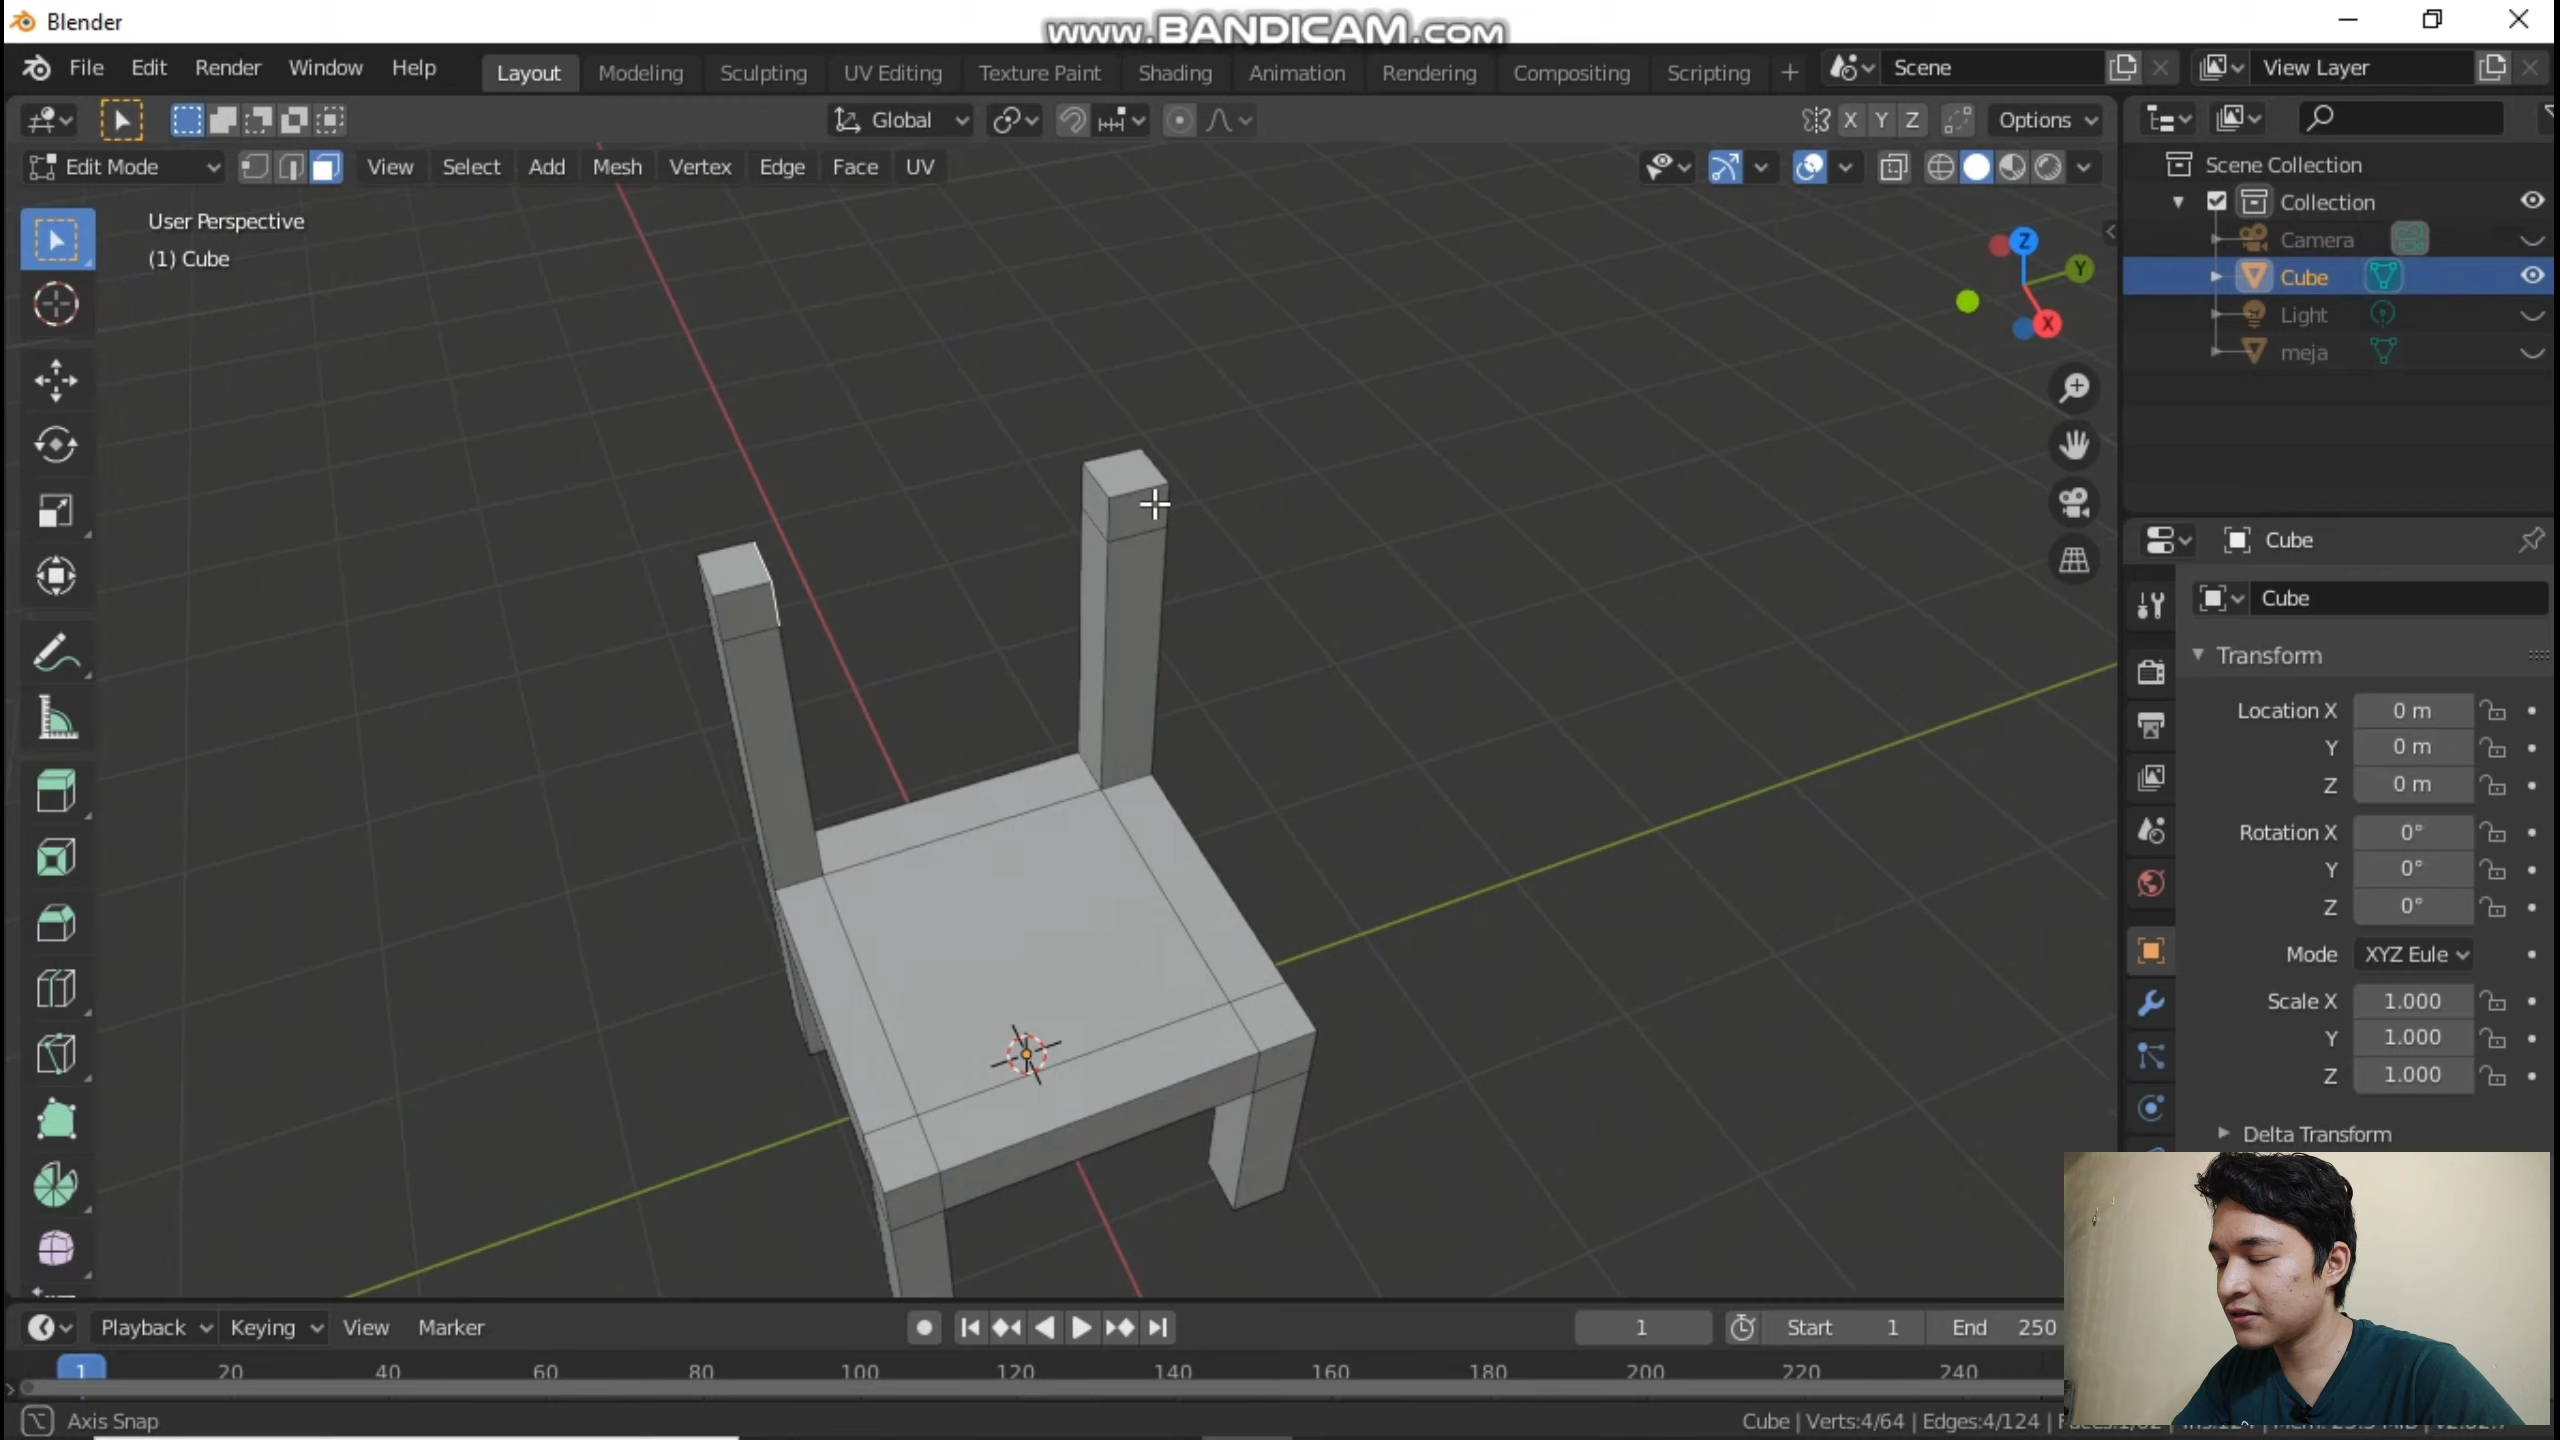 Blender
www.BANDICAM.com
File Edit Render Window Help
Layout Modeling Sculpting UV Editing Texture Paint Shading Animation Rendering Compositing Scripting
Scene
View Layer
Global
X Y Z
Options
Edit Mode
View Select Add Mesh Vertex Edge Face UV
User Perspective
(1) Cube
Z
Y
X
Scene Collection
Collection
Camera
Cube
Light
meja
Cube
Cube
Transform
Location X 0 m
Y 0 m
Z 0 m
Rotation X 0°
Y 0°
Z 0°
Mode XYZ Eule
Scale X 1.000
Y 1.000
Z 1.000
Delta Transform
Playback Keying View Marker
1
Start 1
End 250
1 20 40 60 80 100 120 140 160 180 200 220 240
Axis Snap
Cube | Verts:4/64 | Edges:4/124 |